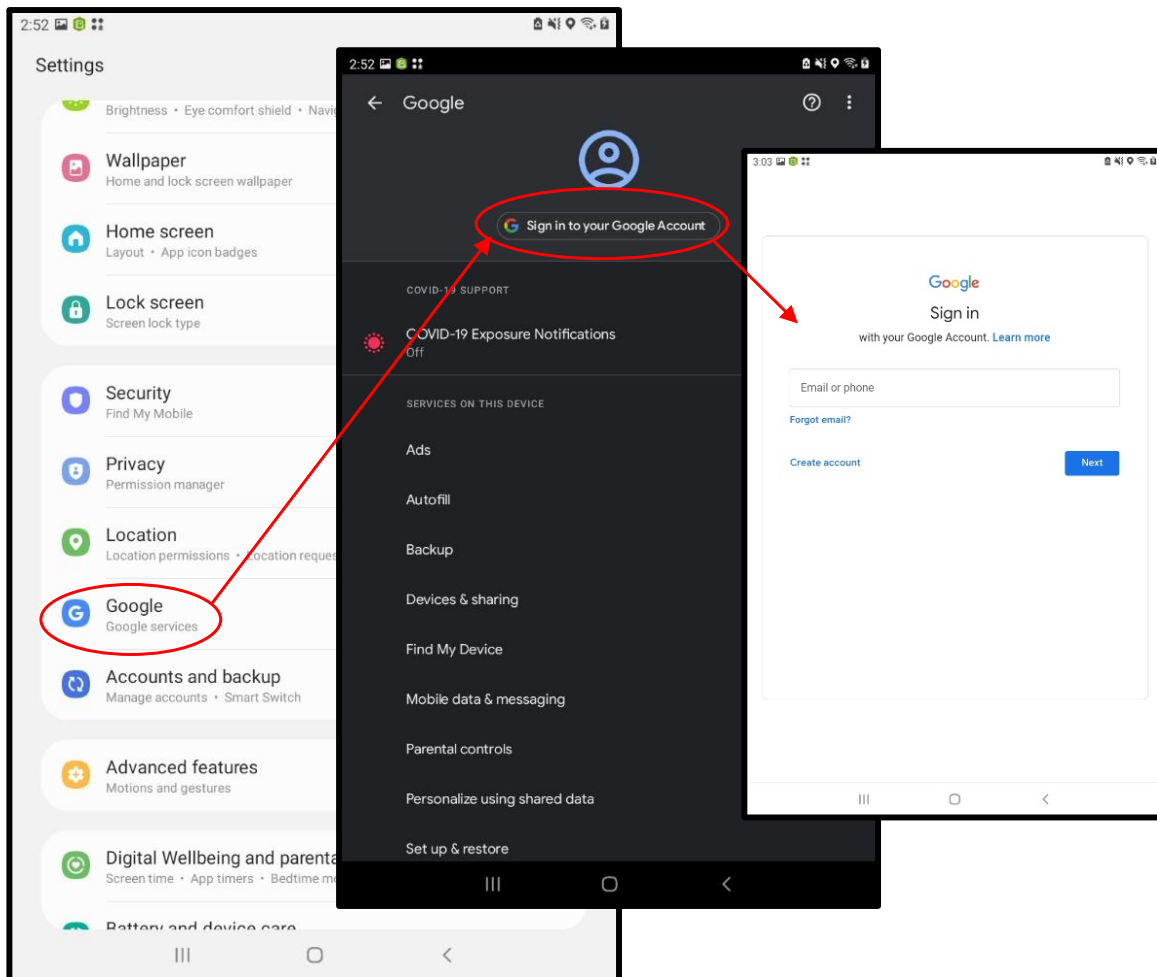 2:52
Settings
Brightness • Eye comfort shield •
Wallpaper
Home and lock screen wallpaper
Home screen
Layout • App icon badges
Lock screen
Screen lock type
Security
Find My Mobile
Privacy
Permission manager
Location
Location permissions • Location
Google
Google services
Accounts and backup
Manage accounts • Smart Switch
Advanced features
Motions and gestures
Digital Wellbeing and
Screen time • App timers • Bedtime
Battery and device care
2:52
Google
Sign in to your Google Account
COVID-19 SUPPORT
COVID-19 Exposure Notifications
Off
SERVICES ON THIS DEVICE
Ads
Autofill
Backup
Devices & sharing
Find My Device
Mobile data & messaging
Parental controls
Personalize using shared data
Set up & restore
3:03
Google
Sign in
with your Google Account. Learn more
Email or phone
Forgot email?
Create account
Next